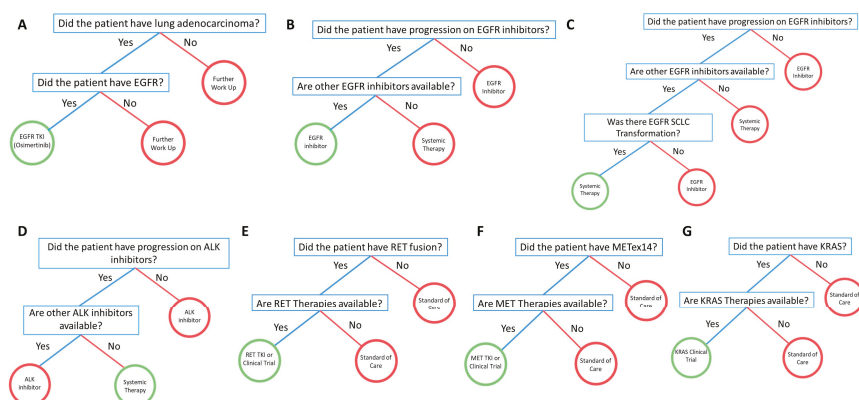 A
Did the patient have lung adenocarcinoma?
Yes
No
Did the patient have EGFR?
Further
Work Up
Yes
No
EGFR TKI
(Osimertinib)
Further
Work Up
B
Did the patient have progression on EGFR inhibitors?
Yes
No
Are other EGFR inhibitors available?
EGFR
Inhibitor
Yes
No
EGFR
inhibitor
Systemic
Therapy
C
Did the patient have progression on EGFR inhibitors?
Yes
No
Are other EGFR inhibitors available?
EGFR
Inhibitor
Yes
No
Was there EGFR SCLC
Transformation?
Systemic
Therapy
Yes
No
Systemic
Therapy
EGFR
Inhibitor
D
Did the patient have progression on ALK
inhibitors?
Yes
No
Are other ALK inhibitors
available?
ALK
inhibitor
Yes
No
ALK
inhibitor
Systemic
Therapy
E
Did the patient have RET fusion?
Yes
No
Are RET Therapies available?
Standard of
Yes
No
RET TKI or
Clinical Trial
Standard of
Care
F
Did the patient have METex14?
Yes
No
Are MET Therapies available?
Standard of
Care
Yes
No
MET TKI or
Clinical Trial
Standard of
Care
G
Did the patient have KRAS?
Yes
No
Are KRAS Therapies available?
Standard of
Care
Yes
No
KRAS Clinical
Trial
Standard of
Care